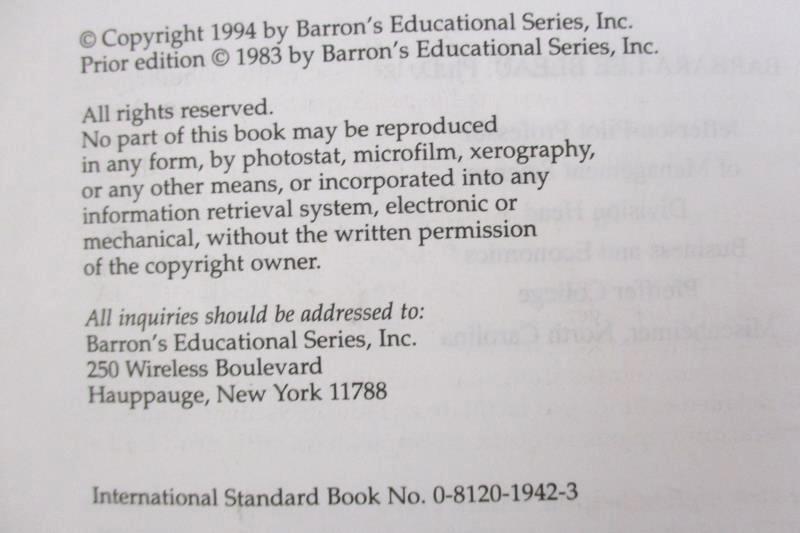 © Copyright 1994 by Barron's Educational Series, Inc.
Prior edition © 1983 by Barron's Educational Series, Inc.
All rights reserved.
No part of this book may be reproduced
in any form, by photostat, microfilm, xerography,
or any other means, or incorporated into any
information retrieval system, electronic or
mechanical, without the written permission
of the copyright owner.
All inquiries should be addressed to:
Barron's Educational Series, Inc.
250 Wireless Boulevard
Hauppauge, New York 11788
International Standard Book No. 0-8120-1942-3